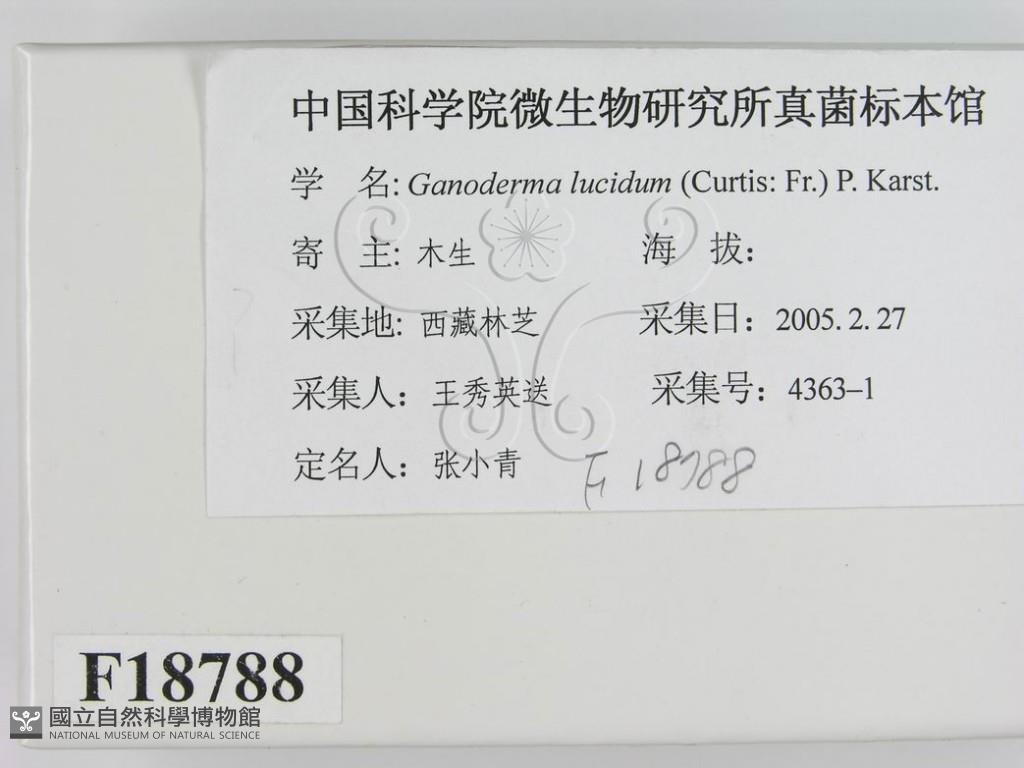 中国科学院微生物研究所真菌标本馆
学 名: Ganoderma lucidum (Curtis: Fr.) P. Karst.
寄 主: 木生 海 拔：
采集地: 西藏林芝 采集日：2005.2.27
采集人：王秀英送 采集号：4363–1
定名人：张小青 F18788
F18788
國立自然科學博物館
NATIONAL MUSEUM OF NATURAL SCIENCE